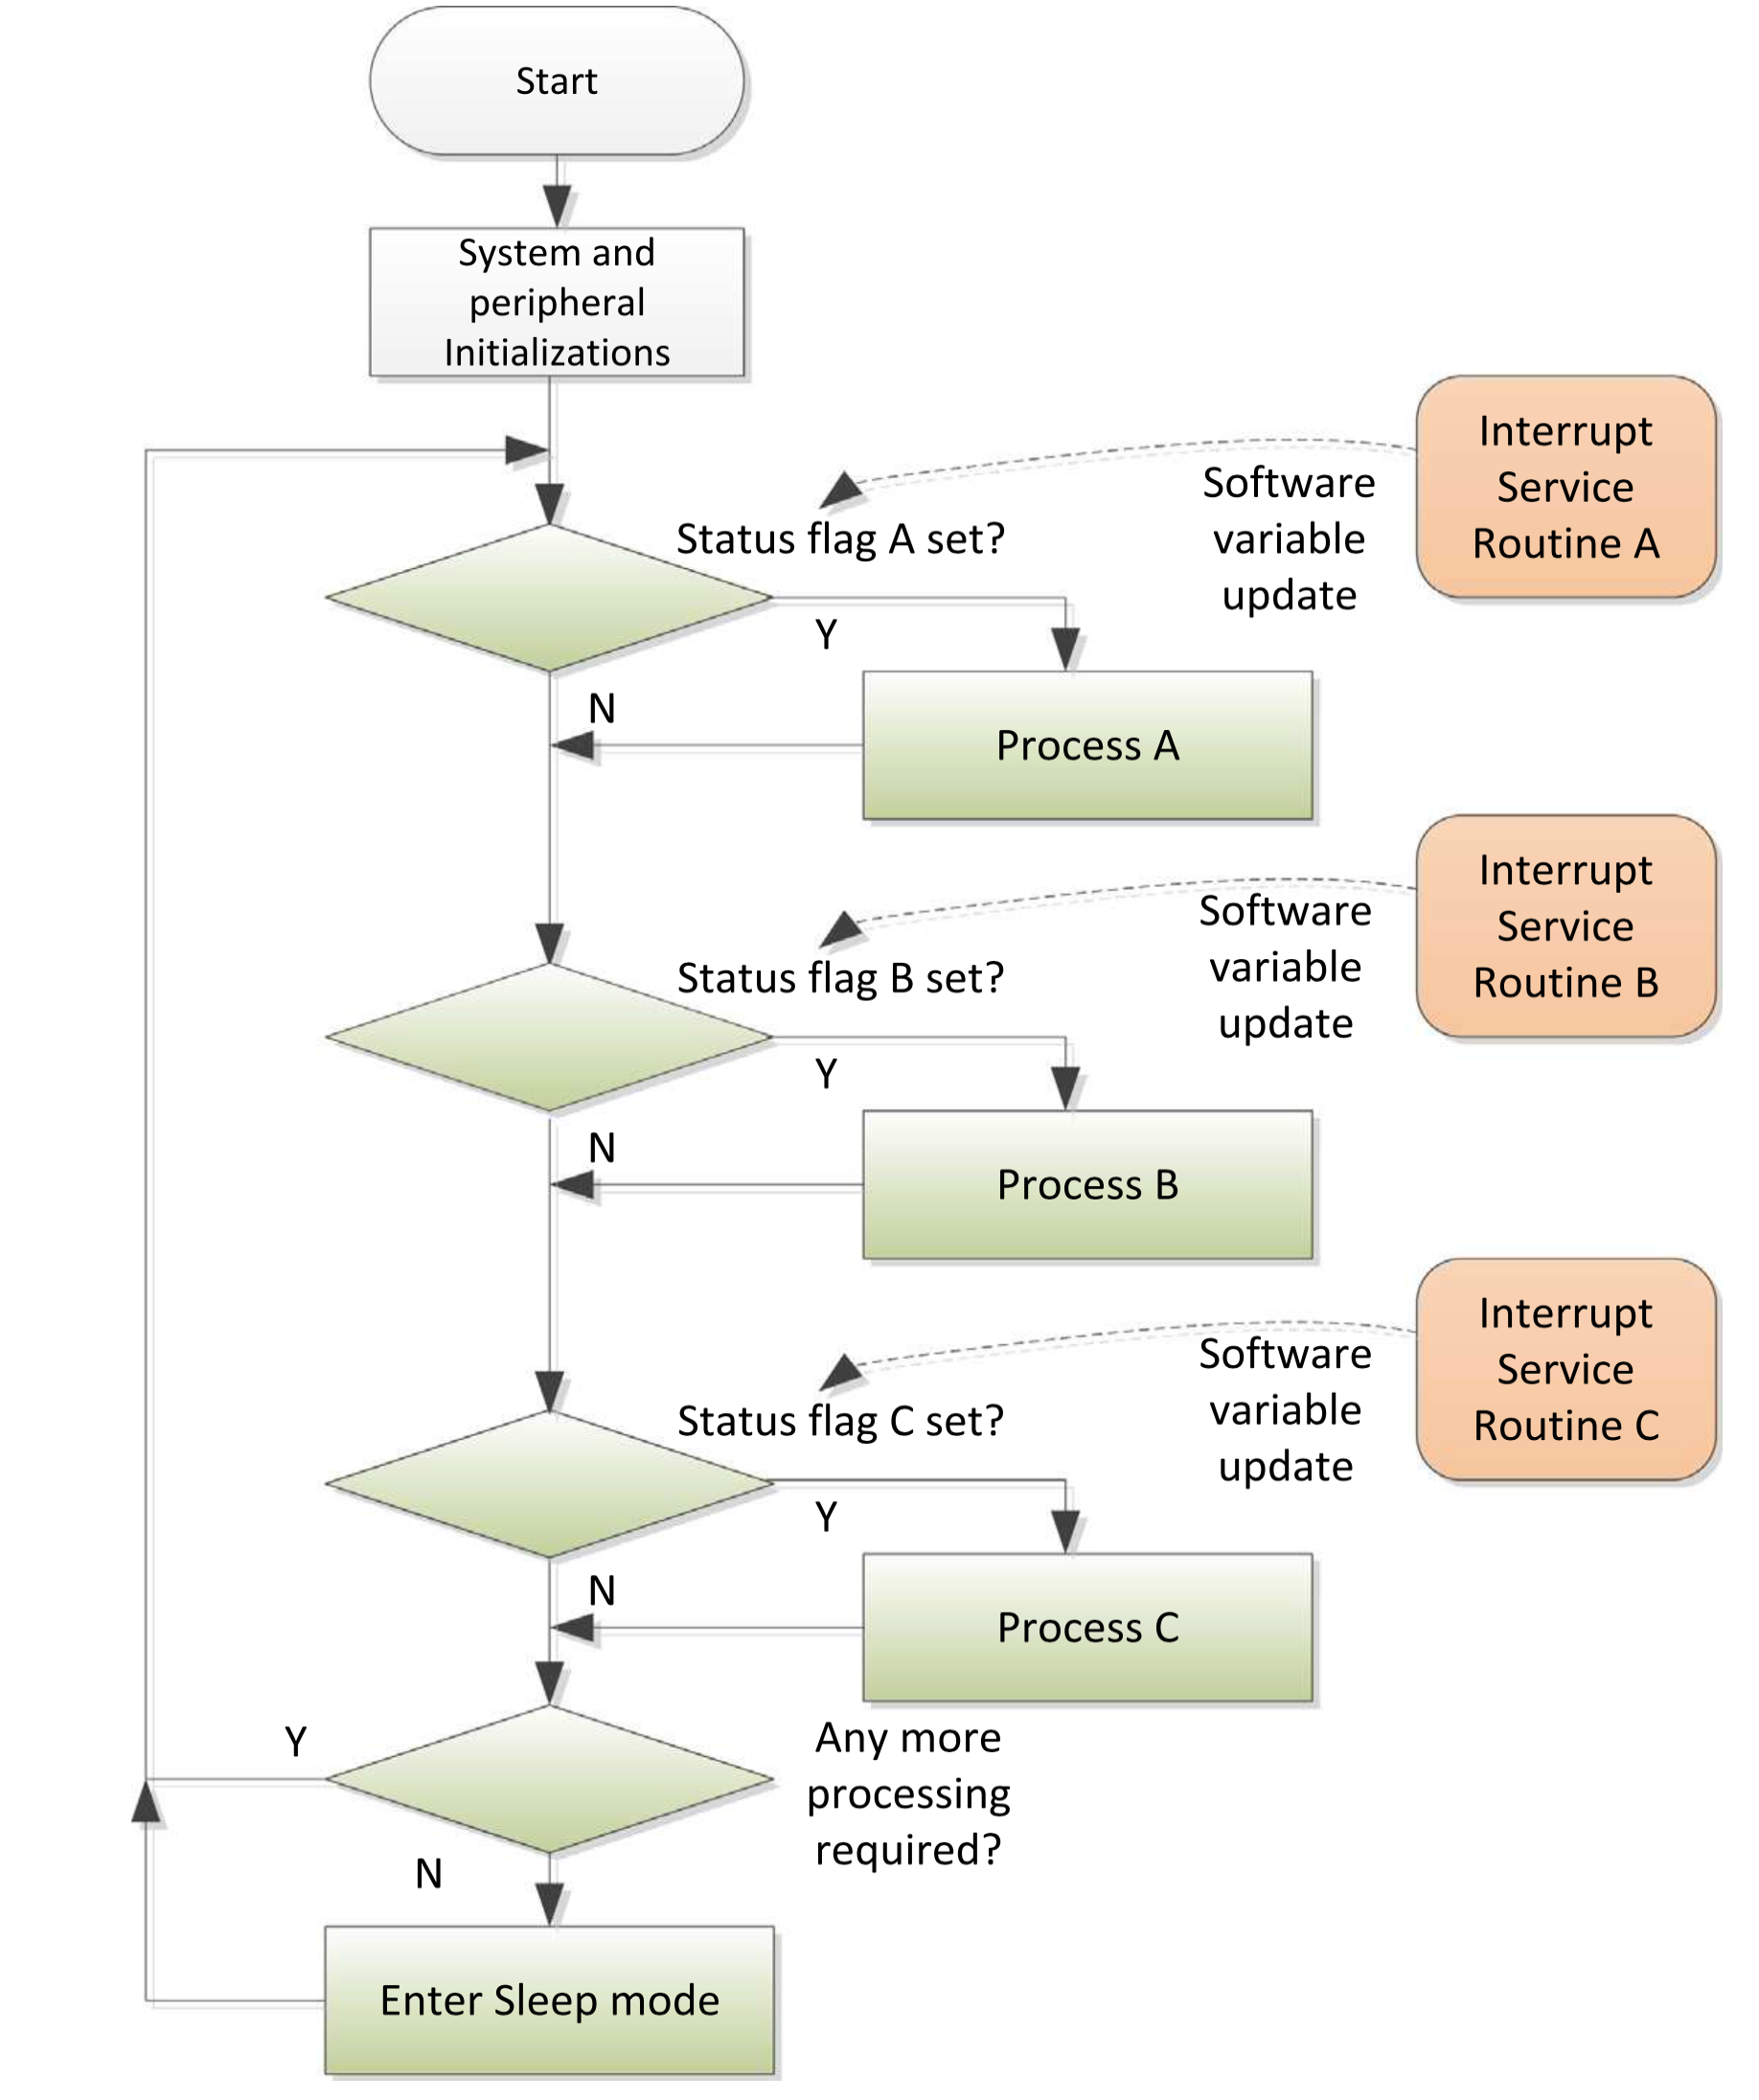 Start
System and
peripheral
Initializations
Interrupt
Service
Routine A
Software
variable
update
Status flag A set?
Y
N
Process A
Interrupt
Service
Routine B
Software
variable
update
Status flag B set?
Y
N
Process B
Interrupt
Service
Routine C
Software
variable
update
Status flag C set?
Y
N
Process C
Any more
processing
required?
Y
N
Enter Sleep mode